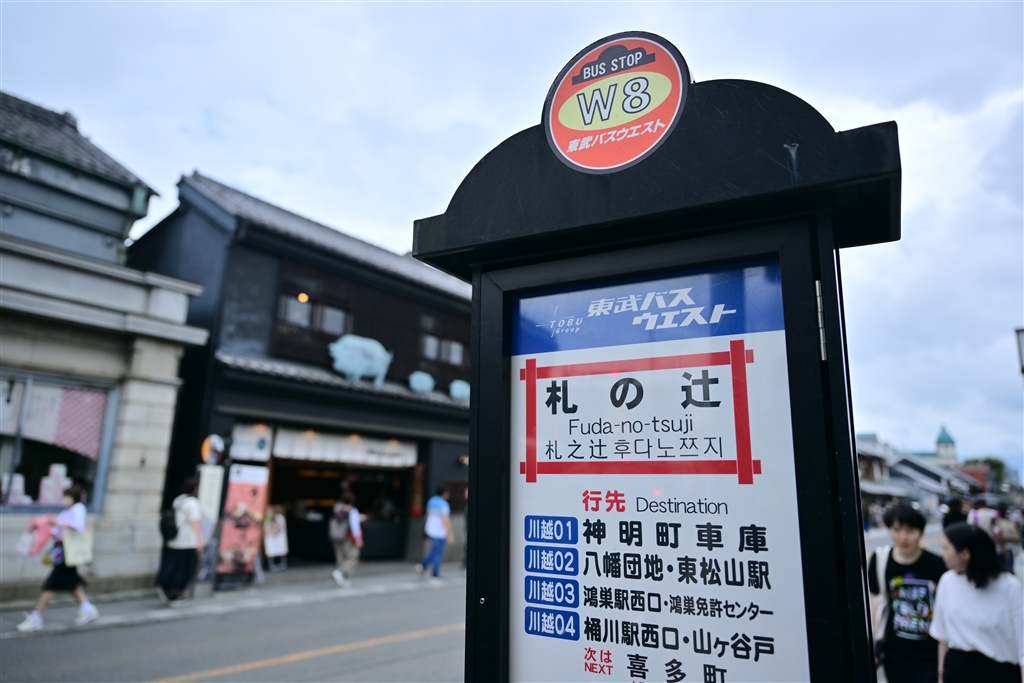 BUS STOP
W8
東武バスウエスト
TOBU
Group
東武バス
ウエスト
札の辻
Fuda-no-tsuji
札之辻 후다노쯔지
行先 Destination
川越01 神明町車庫
川越02 八幡団地・東松山駅
川越03 鴻巣駅西口・鴻巣免許センター
川越04 桶川駅西口・山ヶ谷戸
次は
NEXT 喜多町